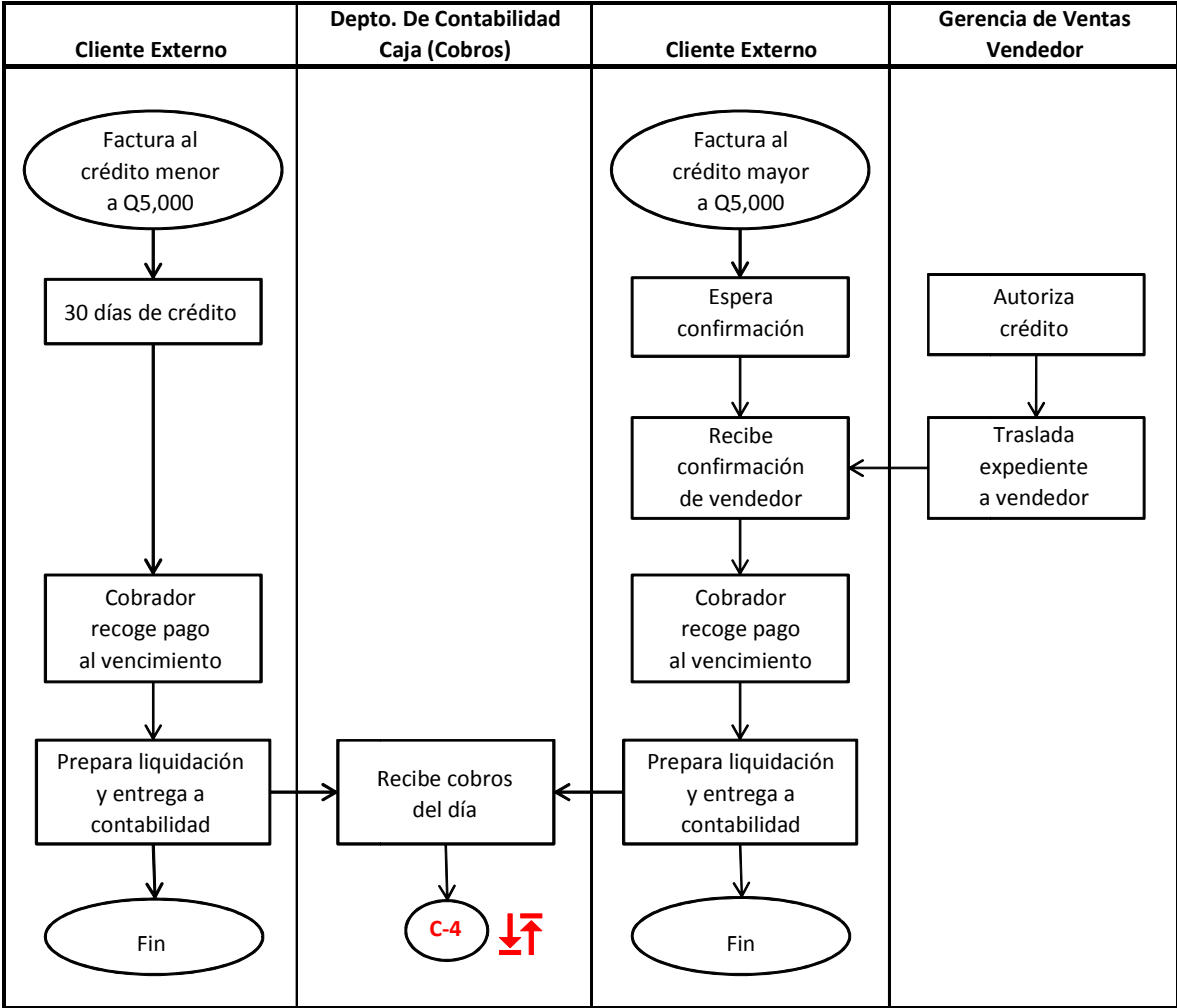 Cliente Externo
Depto. De Contabilidad
Caja (Cobros)
Cliente Externo
Gerencia de Ventas
Vendedor
Factura al
crédito menor
a Q5,000
30 días de crédito
Cobrador
recoge pago
al vencimiento
Prepara liquidación
y entrega a
contabilidad
Fin
Recibe cobros
del día
C-4
Factura al
crédito mayor
a Q5,000
Espera
confirmación
Recibe
confirmación
de vendedor
Cobrador
recoge pago
al vencimiento
Prepara liquidación
y entrega a
contabilidad
Fin
Autoriza
crédito
Traslada
expediente
a vendedor